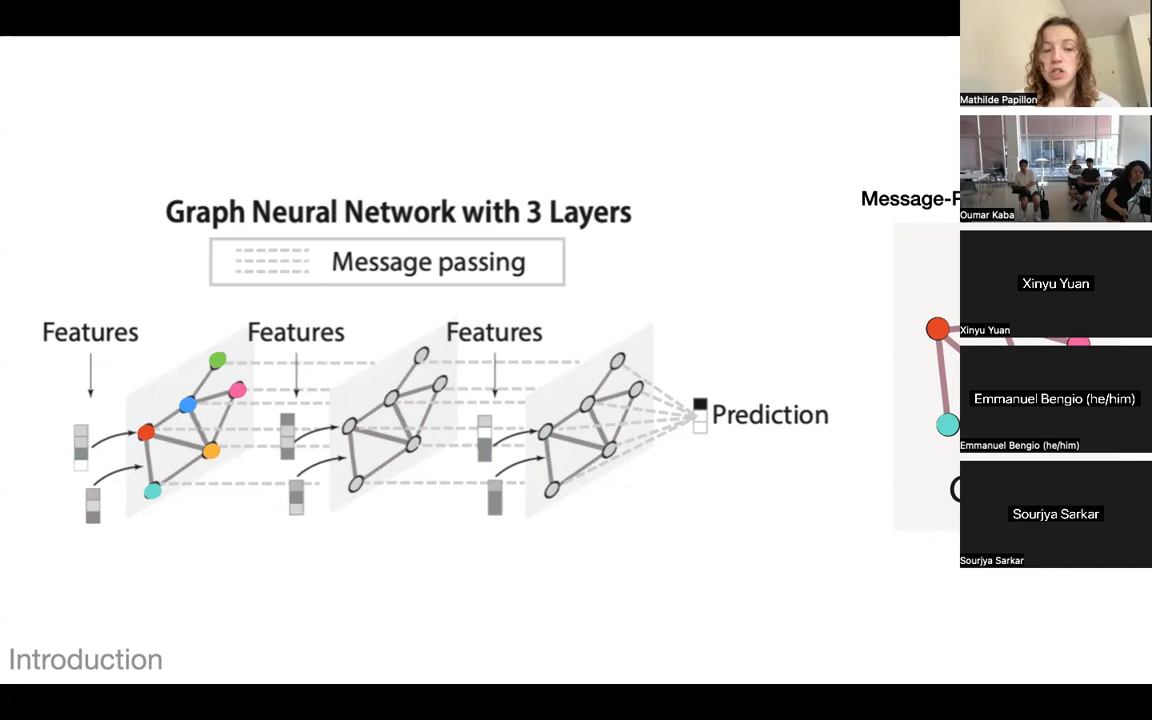 Graph Neural Network with 3 Layers
Message passing
Features
Features
Features
Prediction
Introduction
Message-
Mathilde Papillon
Oumar Kaba
Xinyu Yuan
Xinyu Yuan
Emmanuel Bengio (he/him)
Emmanuel Bengio (he/him)
Sourjya Sarkar
Sourjya Sarkar